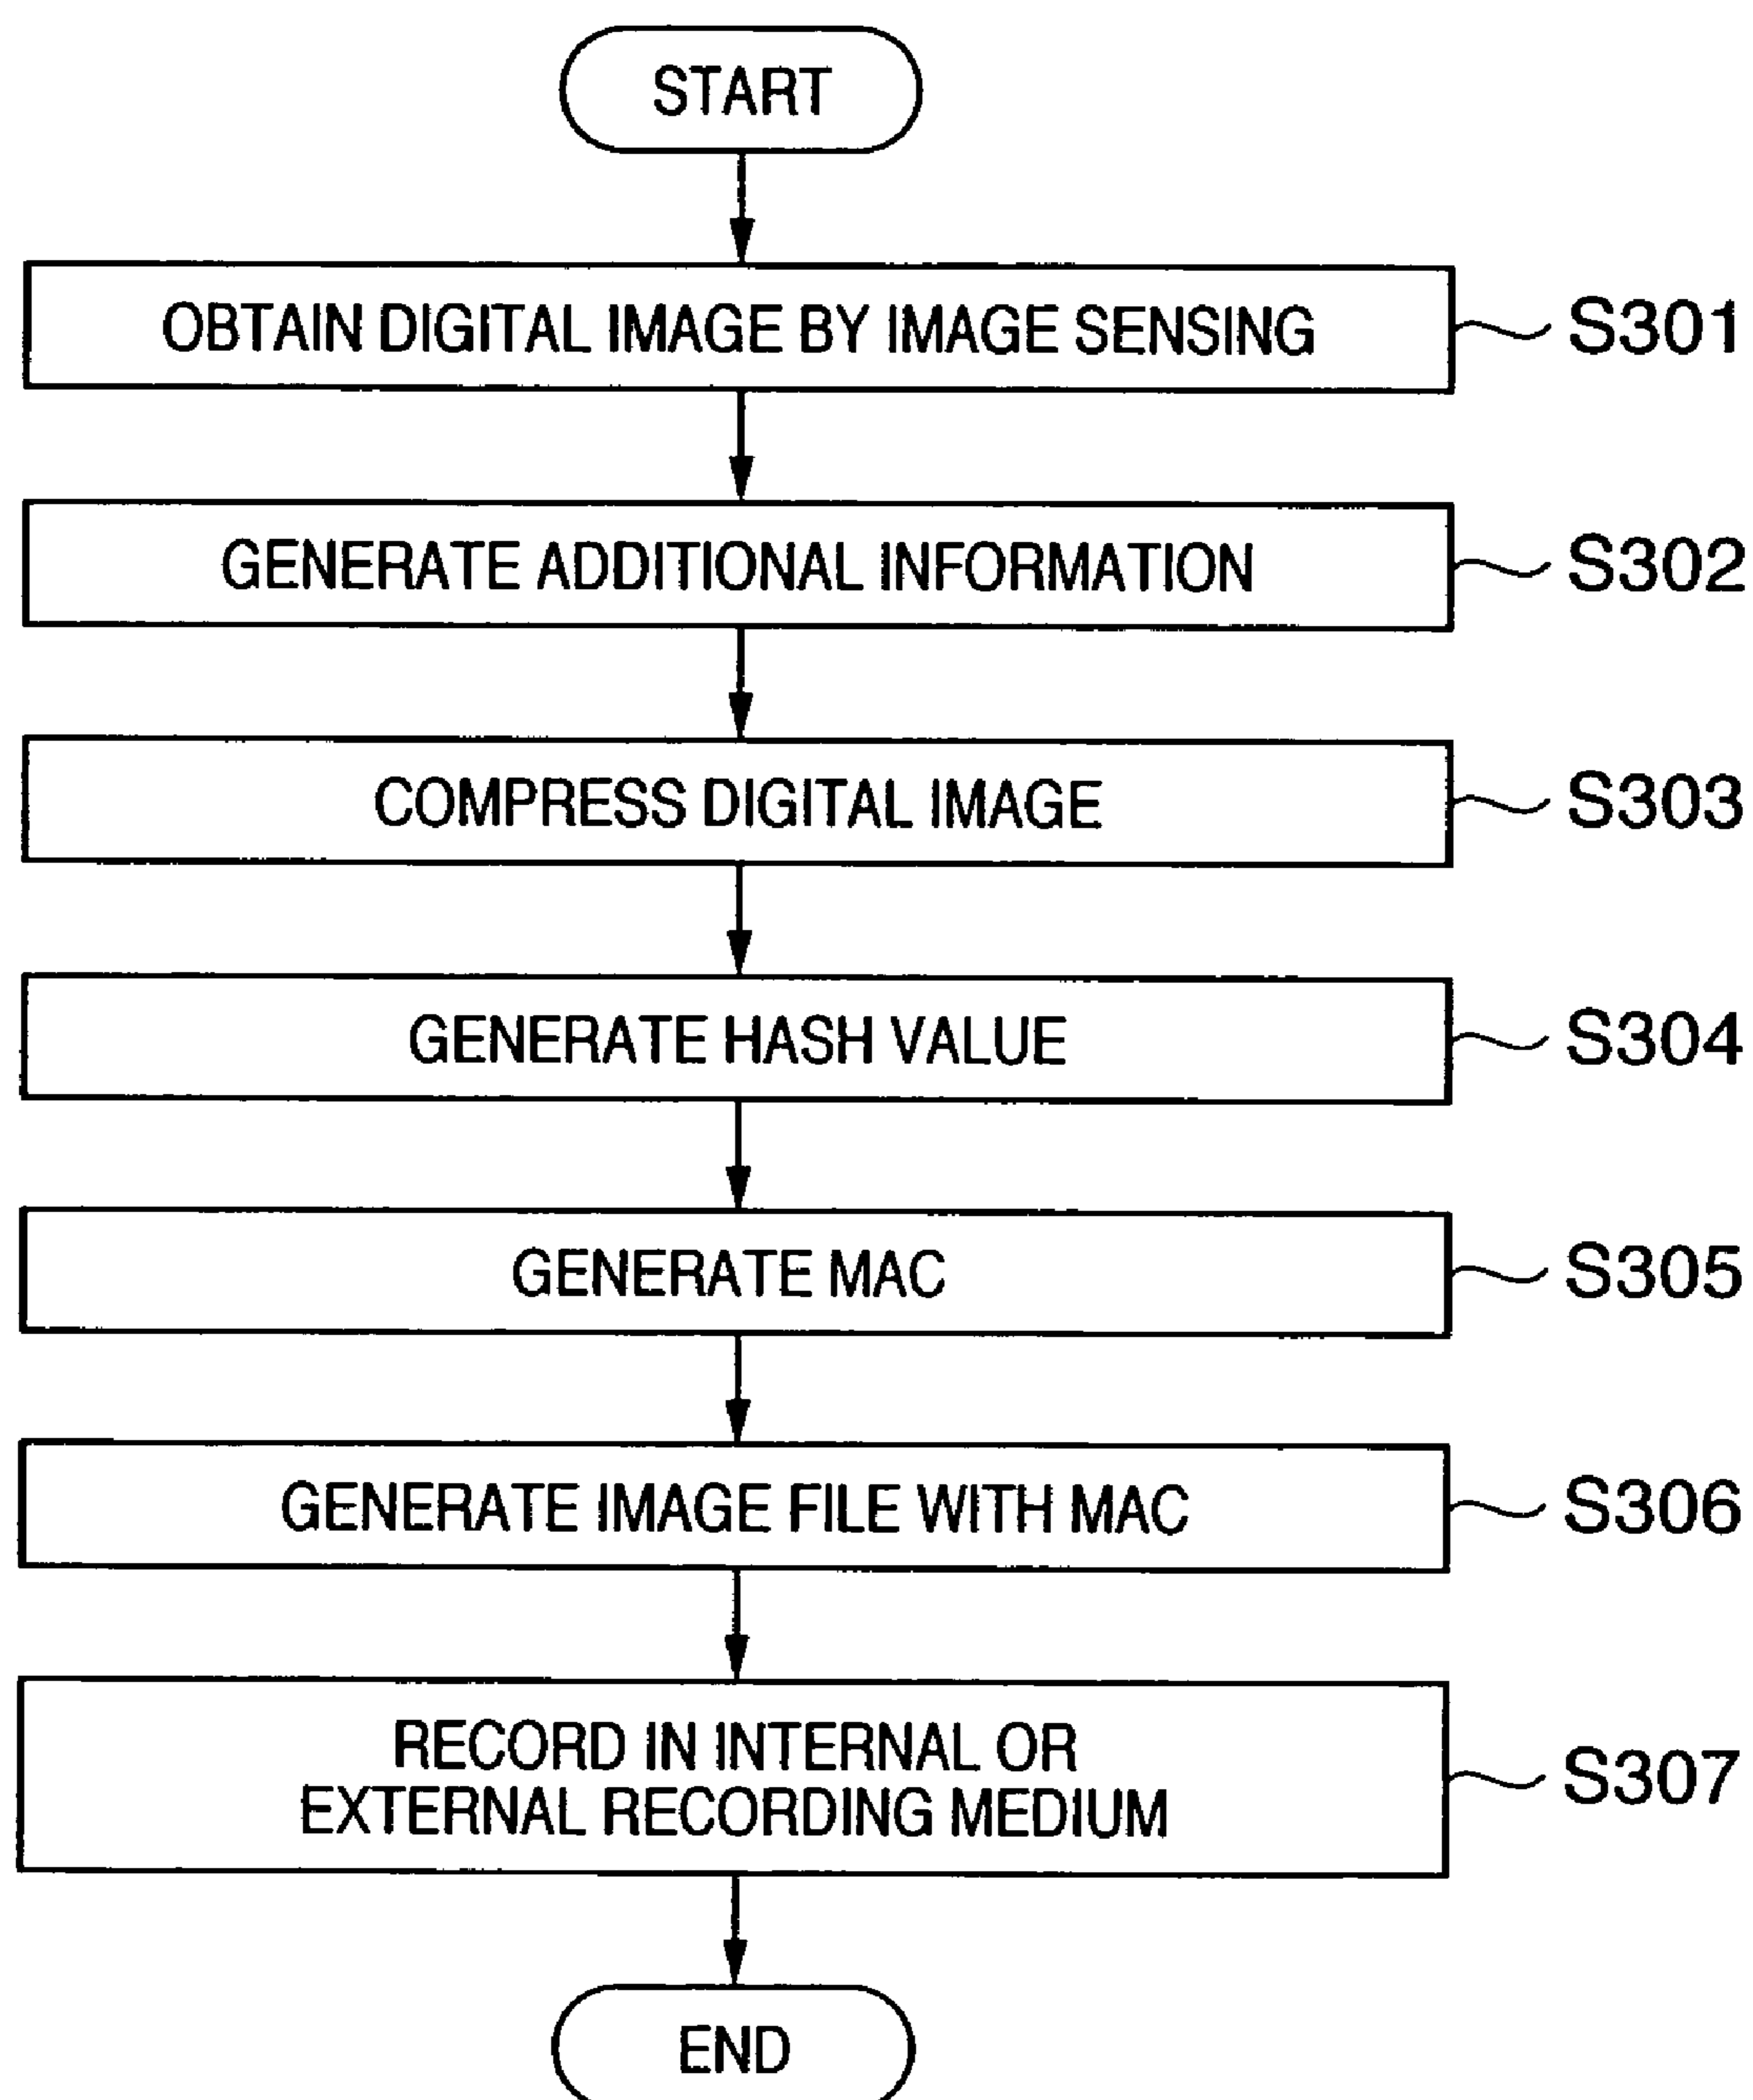 START
OBTAIN DIGITAL IMAGE BY IMAGE SENSING
S301
GENERATE ADDITIONAL INFORMATION
S302
COMPRESS DIGITAL IMAGE
S303
GENERATE HASH VALUE
S304
GENERATE MAC
S305
GENERATE IMAGE FILE WITH MAC
S306
RECORD IN INTERNAL OR
EXTERNAL RECORDING MEDIUM
S307
END